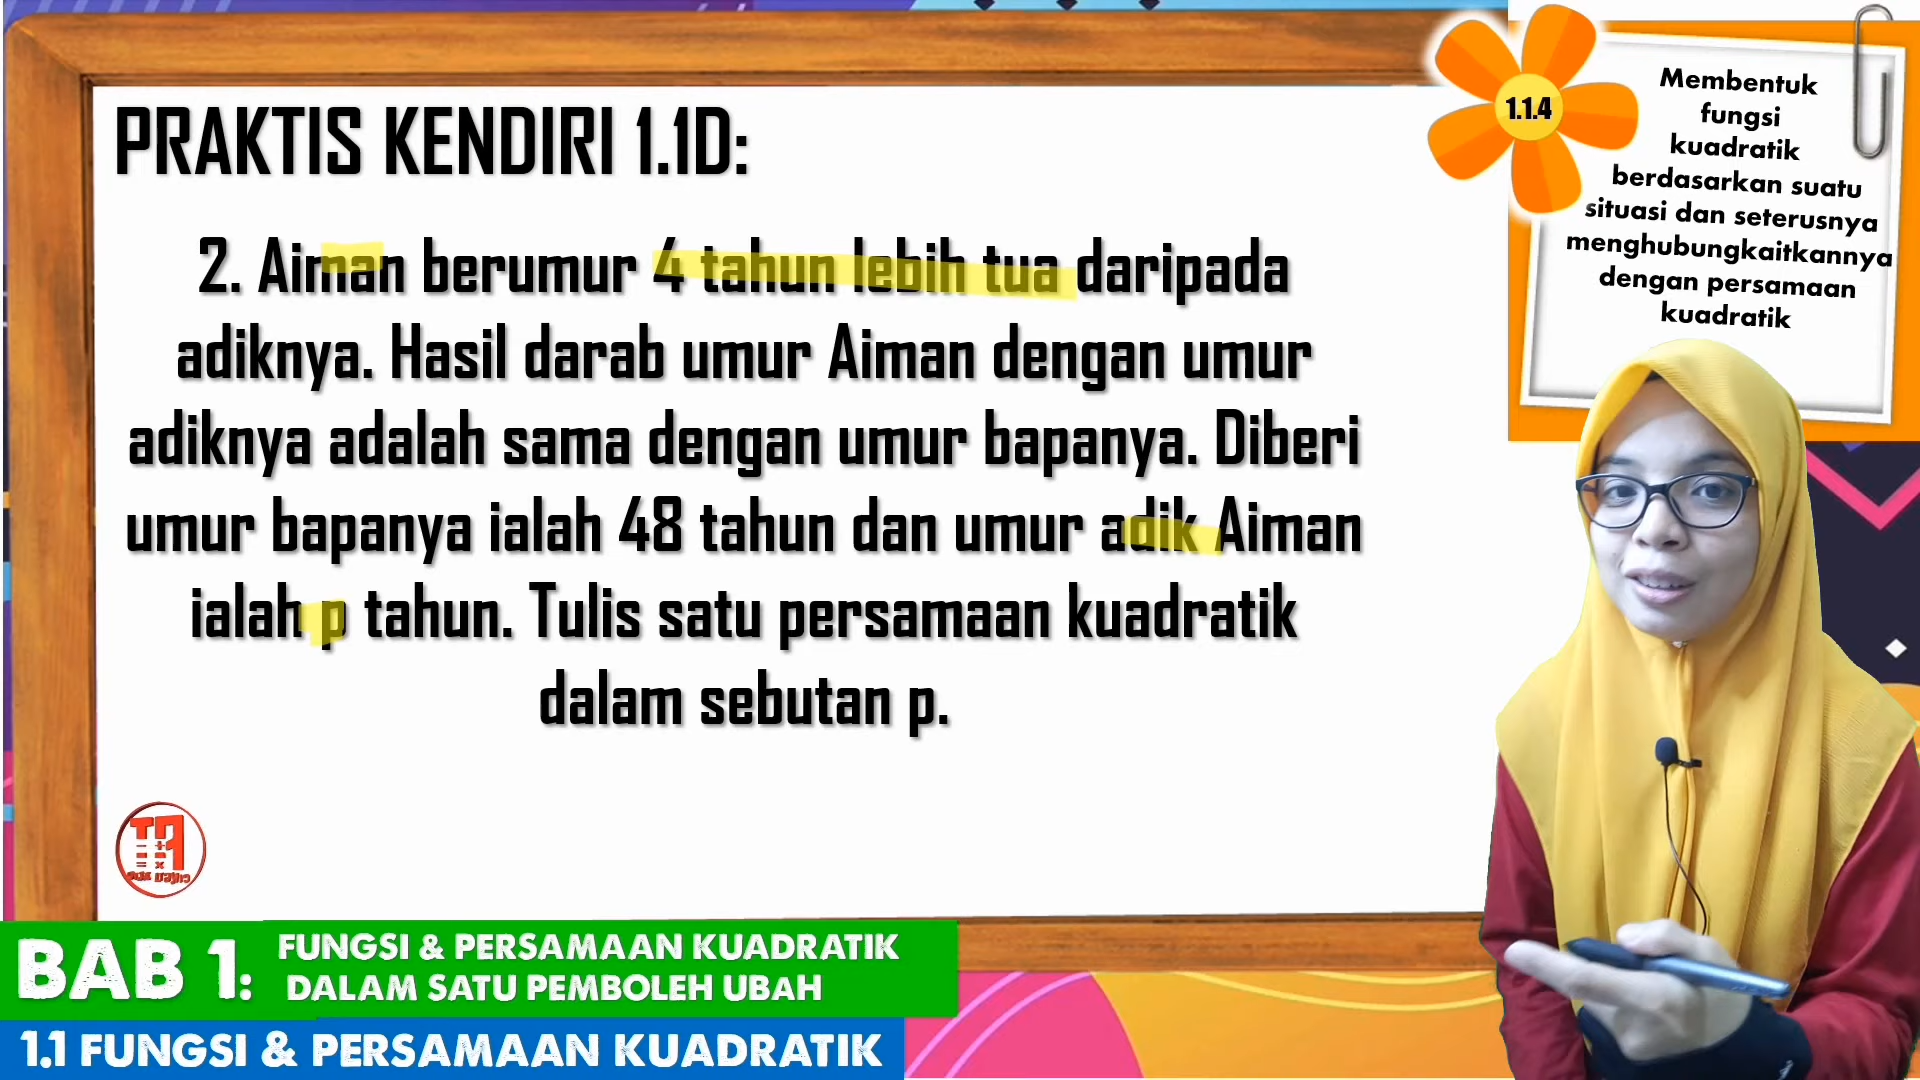 PRAKTIS KENDIRI 1.1D:
2. Aiman berumur 4 tahun lebih tua daripada
adiknya. Hasil darab umur Aiman dengan umur
adiknya adalah sama dengan umur bapanya. Diberi
umur bapanya ialah 48 tahun dan umur adik Aiman
ialah p tahun. Tulis satu persamaan kuadratik
dalam sebutan p.
1.1.4
Membentuk
fungsi
kuadratik
berdasarkan suatu
situasi dan seterusnya
menghubungkaitkannya
dengan persamaan
kuadratik
BAB 1:
FUNGSI & PERSAMAAN KUADRATIK
DALAM SATU PEMBOLEH UBAH
1.1 FUNGSI & PERSAMAAN KUADRATIK